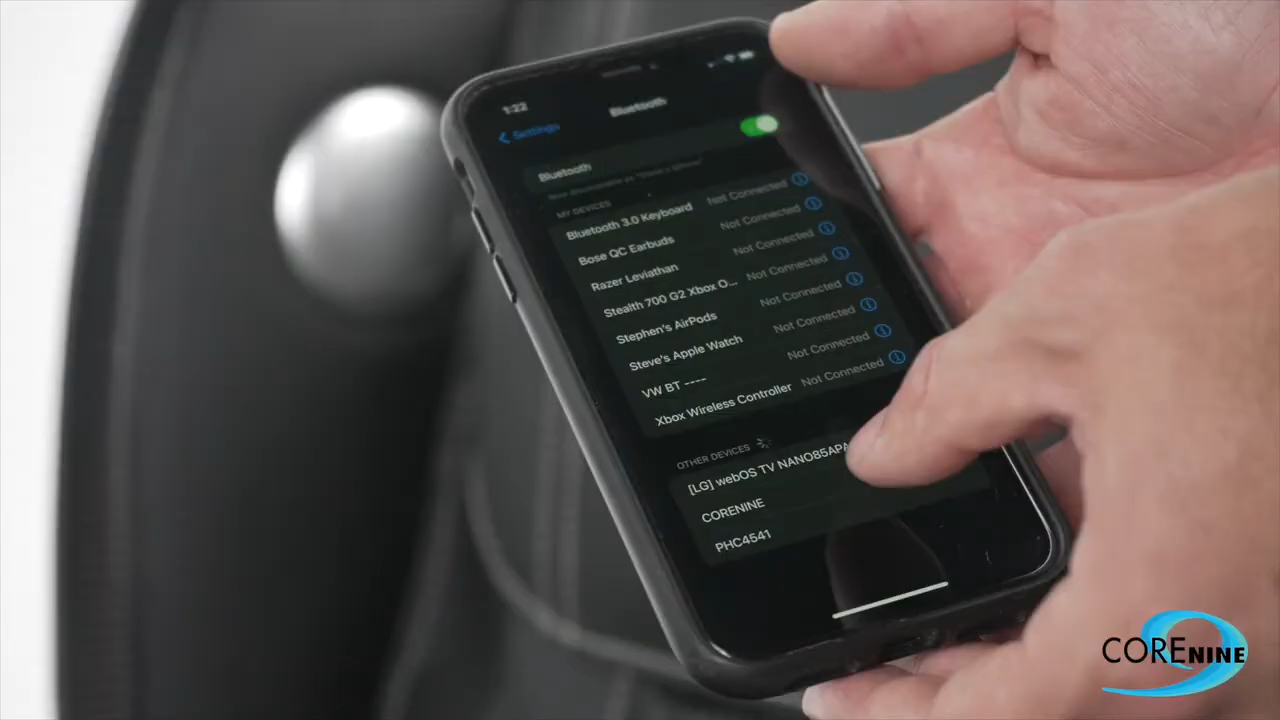 1:22
Settings
Bluetooth
Bluetooth
MY DEVICES
Bluetooth 3.0 Keyboard Not Connected
Bose QC Earbuds Not Connected
Razer Leviathan Not Connected
Stealth 700 G2 Xbox O... Not Connected
Stephen's AirPods Not Connected
Steve's Apple Watch Not Connected
VW BT ---- Not Connected
Xbox Wireless Controller Not Connected
OTHER DEVICES
[LG] webOS TV NANO85APA
CORENINE
PHC4541
CORENINE 9